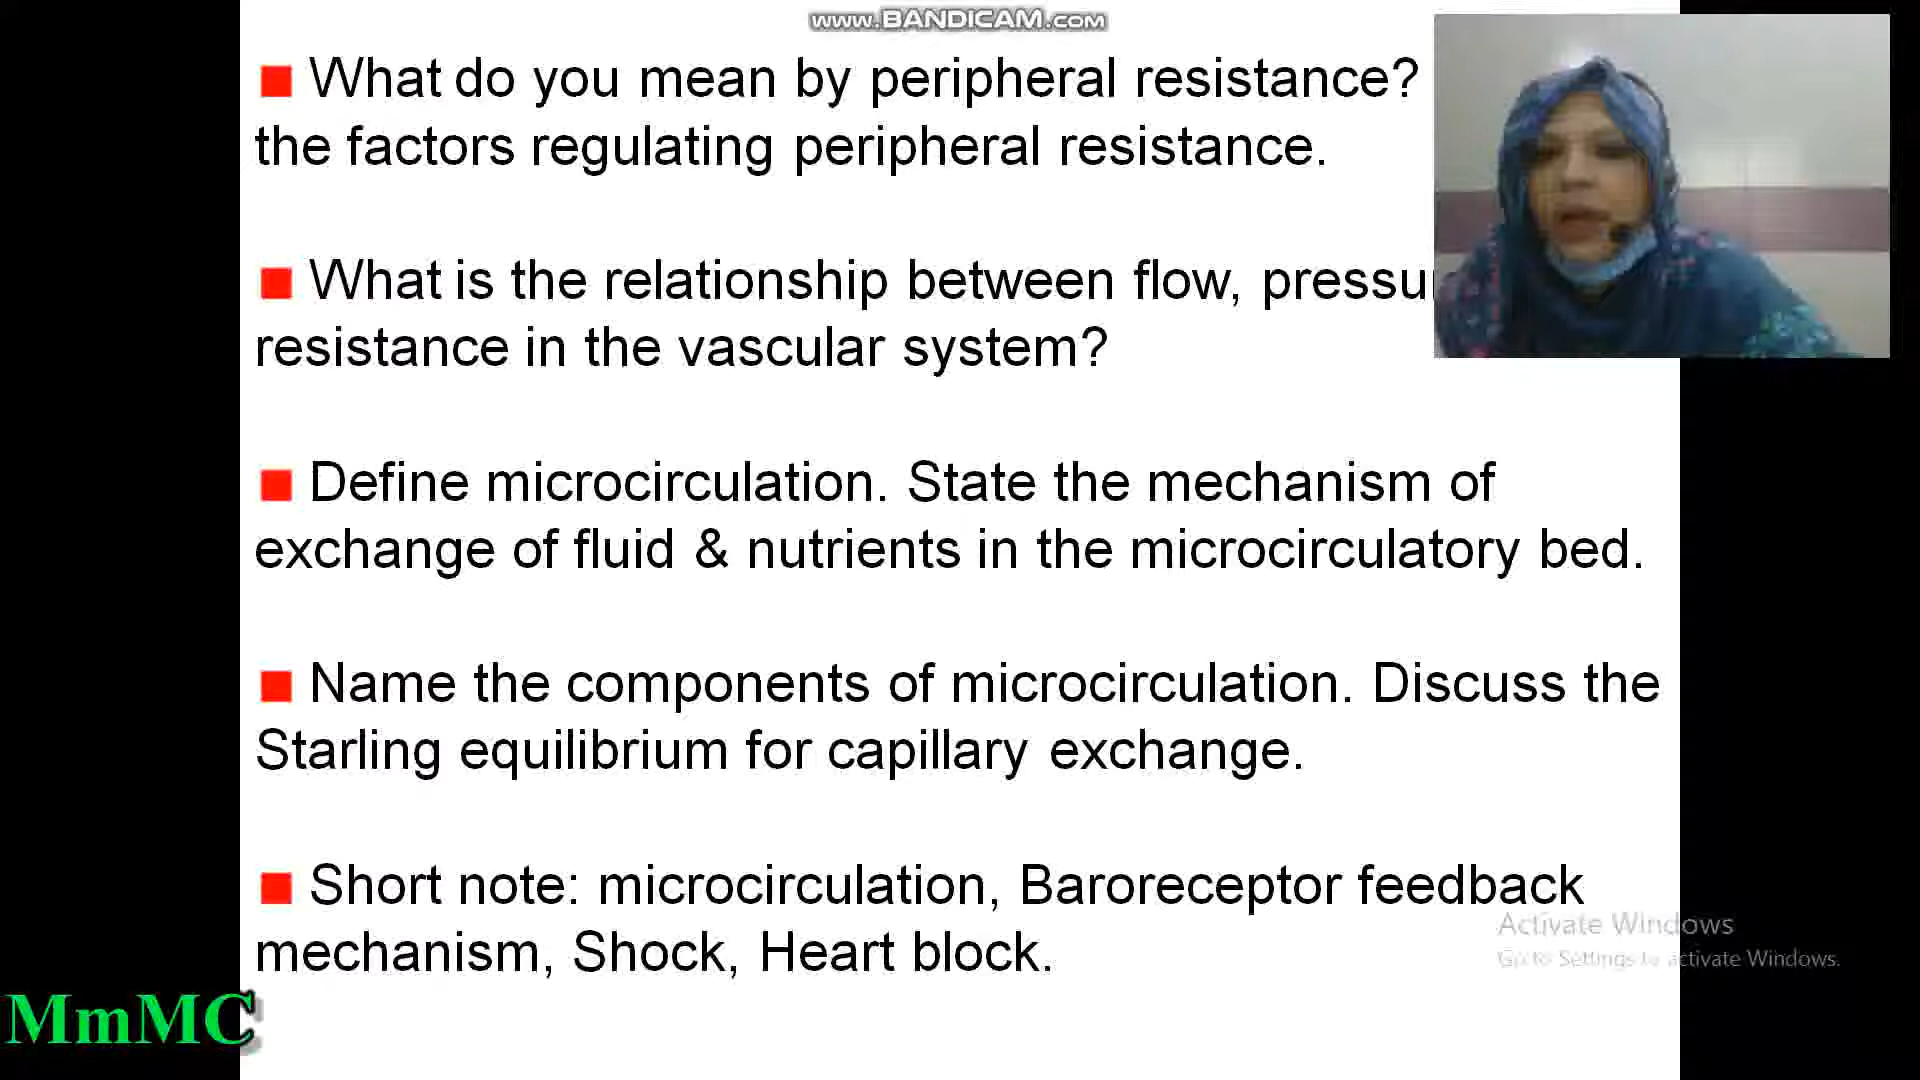 www.BANDICAM.com
What do you mean by peripheral resistance?
the factors regulating peripheral resistance.
What is the relationship between flow, pressu
resistance in the vascular system?
Define microcirculation. State the mechanism of
exchange of fluid & nutrients in the microcirculatory bed.
Name the components of microcirculation. Discuss the
Starling equilibrium for capillary exchange.
Short note: microcirculation, Baroreceptor feedback
mechanism, Shock, Heart block.
Activate Windows
Go to Settings to activate Windows.
MmMC